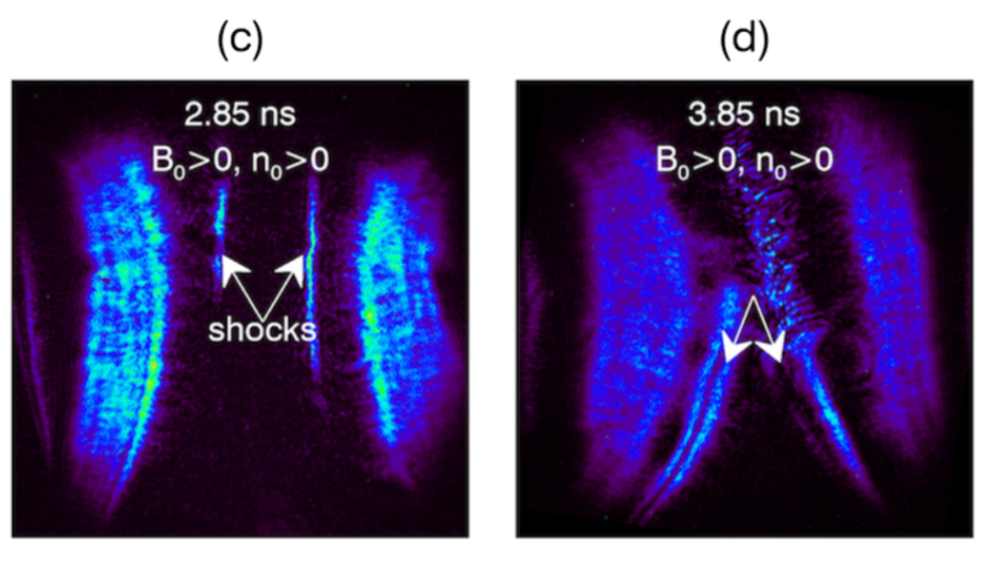 (c)
(d)
2.85 ns
B₀>0, n₀>0
shocks
3.85 ns
B₀>0, n₀>0